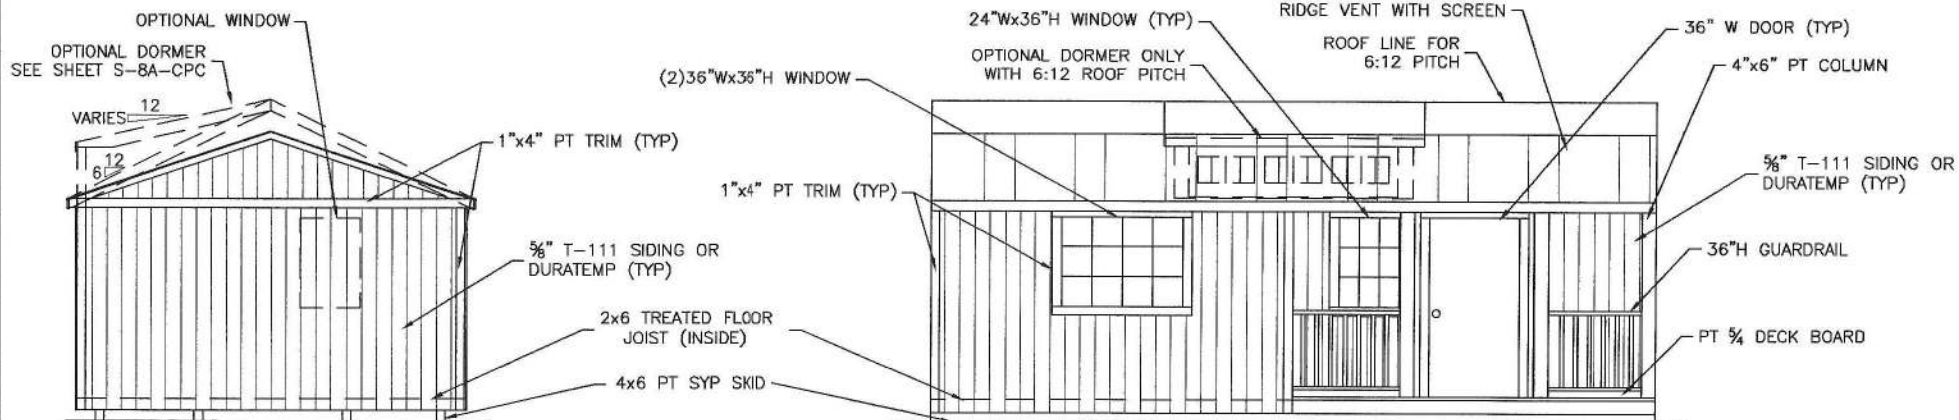 OPTIONAL WINDOW
OPTIONAL DORMER
SEE SHEET S-8A-CPC
12
VARIES
12
6
1"x4" PT TRIM (TYP)
⅝" T-111 SIDING OR
DURATEMP (TYP)
2x6 TREATED FLOOR
JOIST (INSIDE)
4x6 PT SYP SKID
24"Wx36"H WINDOW (TYP)
OPTIONAL DORMER ONLY
WITH 6:12 ROOF PITCH
(2)36"Wx36"H WINDOW
1"x4" PT TRIM (TYP)
RIDGE VENT WITH SCREEN
ROOF LINE FOR
6:12 PITCH
36" W DOOR (TYP)
4"x6" PT COLUMN
⅝" T-111 SIDING OR
DURATEMP (TYP)
36"H GUARDRAIL
PT 5/4 DECK BOARD